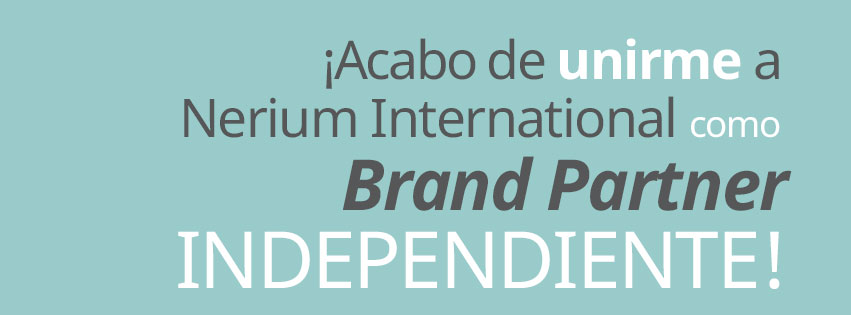 ¡Acabo de unirme a
Nerium International como
Brand Partner
INDEPENDIENTE!